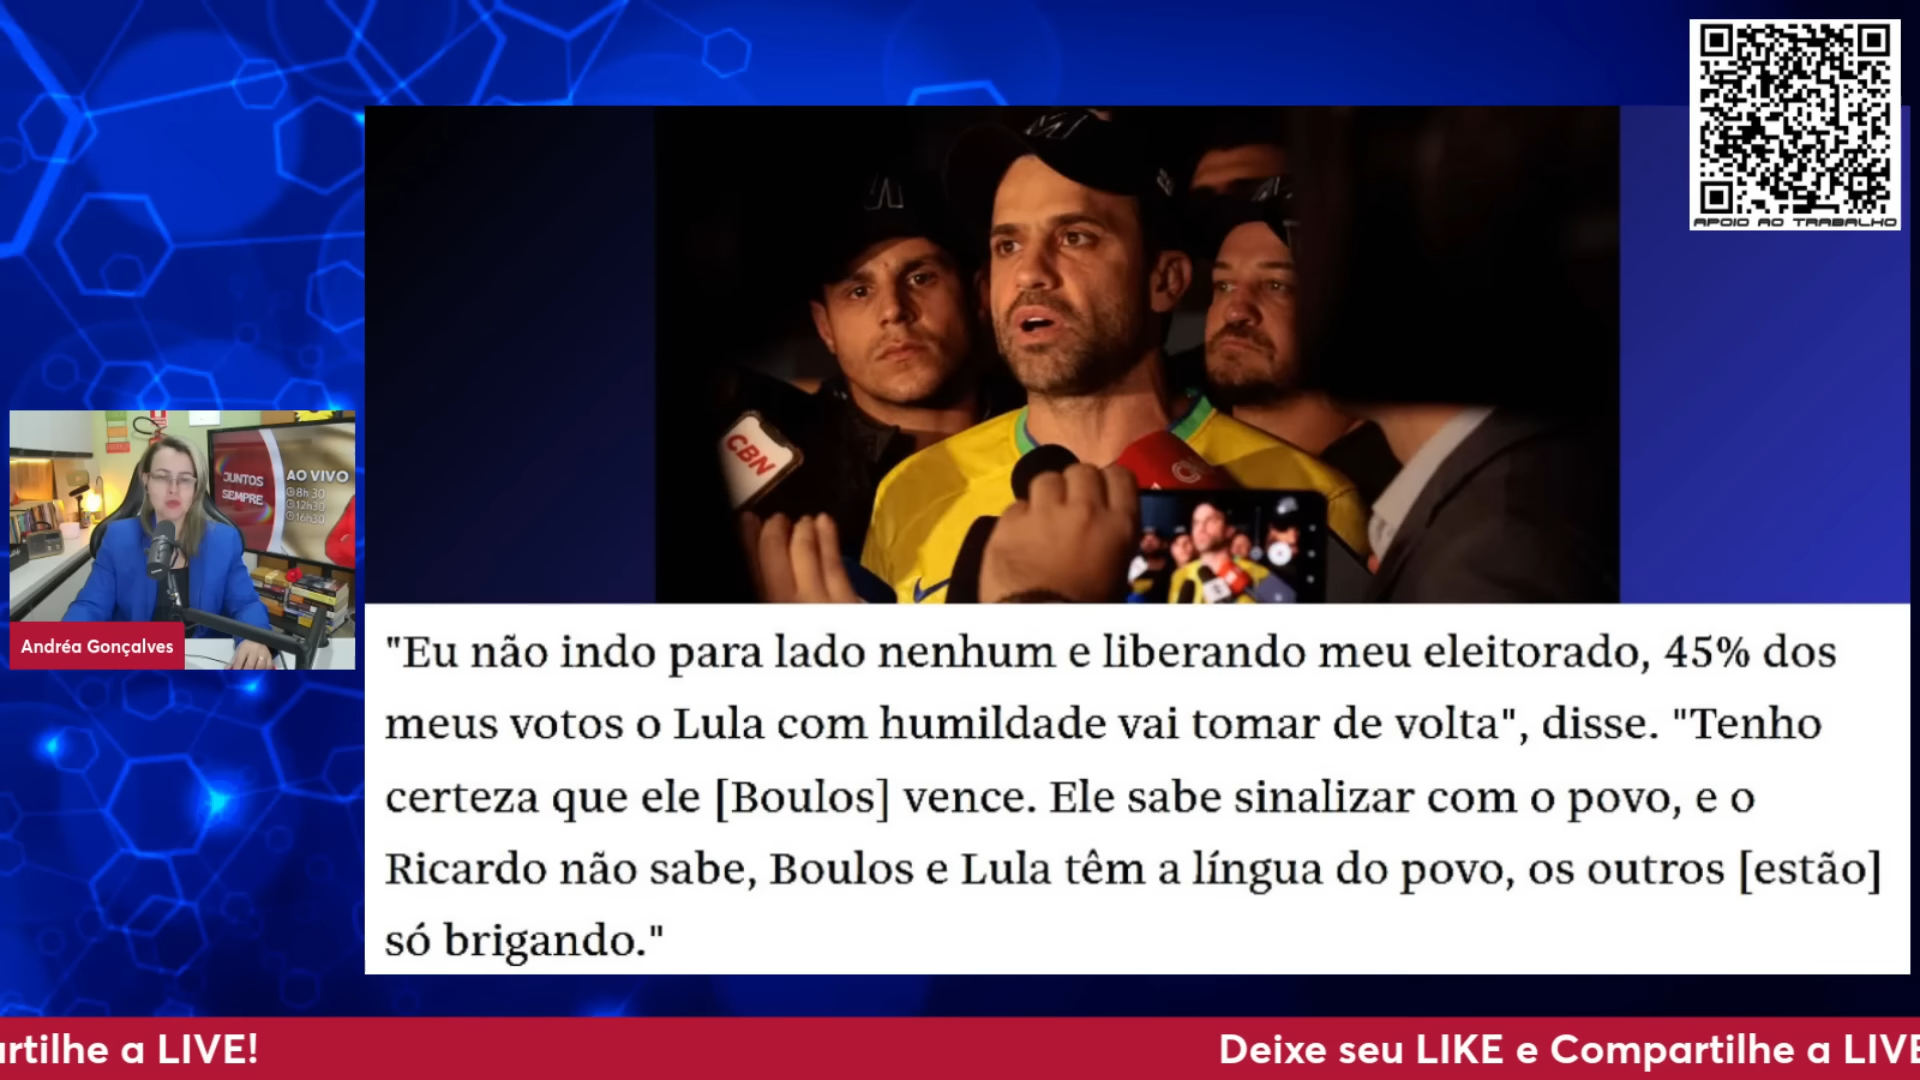 APOIO AO TRABALHO
M
CBN
JUNTOS
SEMPRE
AO VIVO
8h 30
12h30
16h30
Andréa Gonçalves
"Eu não indo para lado nenhum e liberando meu eleitorado, 45% dos
meus votos o Lula com humildade vai tomar de volta", disse. "Tenho
certeza que ele [Boulos] vence. Ele sabe sinalizar com o povo, e o
Ricardo não sabe, Boulos e Lula têm a língua do povo, os outros [estão]
só brigando."
artilhe a LIVE!
Deixe seu LIKE e Compartilhe a LIVE